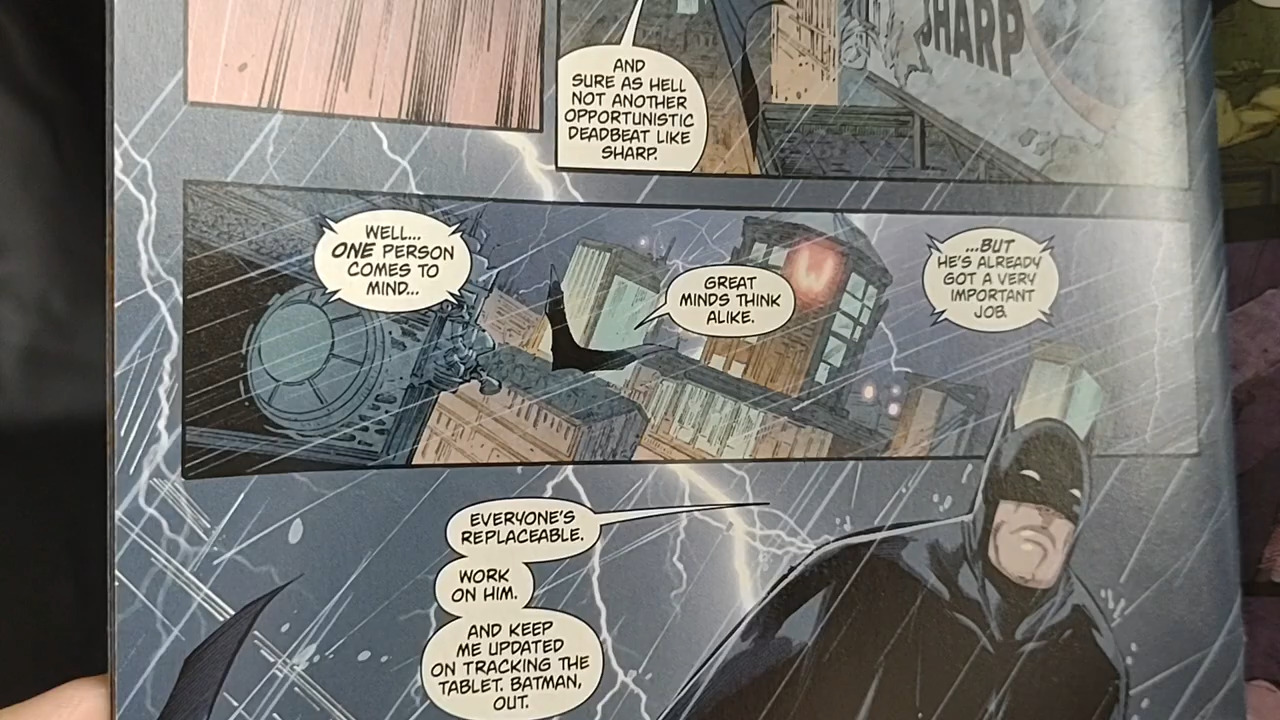 SHARP
AND
SURE AS HELL
NOT ANOTHER
OPPORTUNISTIC
DEADBEAT LIKE
SHARP.
WELL...
ONE PERSON
COMES TO
MIND...
GREAT
MINDS THINK
ALIKE.
...BUT
HE'S ALREADY
GOT A VERY
IMPORTANT
JOB.
EVERYONE'S
REPLACEABLE.
WORK
ON HIM.
AND KEEP
ME UPDATED
ON TRACKING THE
TABLET. BATMAN,
OUT.